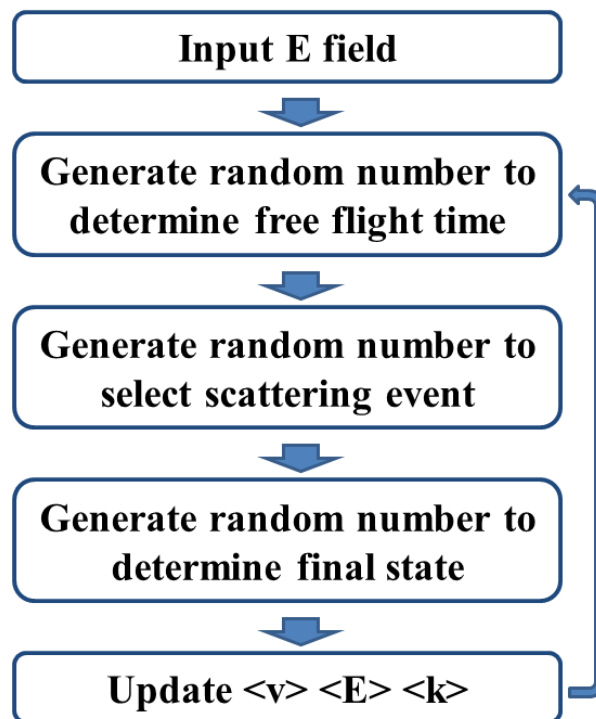 Input E field
Generate random number to
determine free flight time
Generate random number to
select scattering event
Generate random number to
determine final state
Update <v> <E> <k>